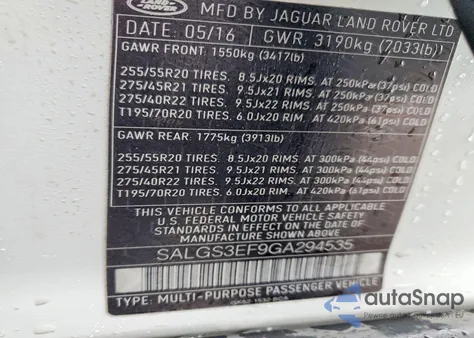 LAND
ROVER
MFD BY JAGUAR LAND ROVER LTD
DATE: 05/16 GWR: 3190kg (7033lb)
GAWR FRONT: 1550kg (3417lb)
255/55R20 TIRES. 8.5Jx20 RIMS. AT 250kPa(37psi) COLD
275/45R21 TIRES. 9.5Jx21 RIMS. AT 250kPa(37psi) COLD
275/40R22 TIRES. 9.5Jx22 RIMS. AT 250kPa(37psi) COLD
T195/70R20 TIRES. 6.0Jx20 RIMS. AT 420kPa(61psi) COLD
GAWR REAR: 1775kg (3913lb)
255/55R20 TIRES. 8.5Jx20 RIMS. AT 300kPa(44psi) COLD
275/45R21 TIRES. 9.5Jx21 RIMS. AT 300kPa(44psi) COLD
275/40R22 TIRES. 9.5Jx22 RIMS. AT 300kPa(44psi) COLD
T195/70R20 TIRES. 6.0Jx20 RIMS. AT 420kPa(61psi) COLD
THIS VEHICLE CONFORMS TO ALL APPLICABLE
U.S. FEDERAL MOTOR VEHICLE SAFETY
STANDARDS IN EFFECT ON THE DATE
OF MANUFACTURE SHOWN ABOVE.
SALGS3EF9GA294535
TYPE: MULTI-PURPOSE PASSENGER VEHICLE
autoSnap